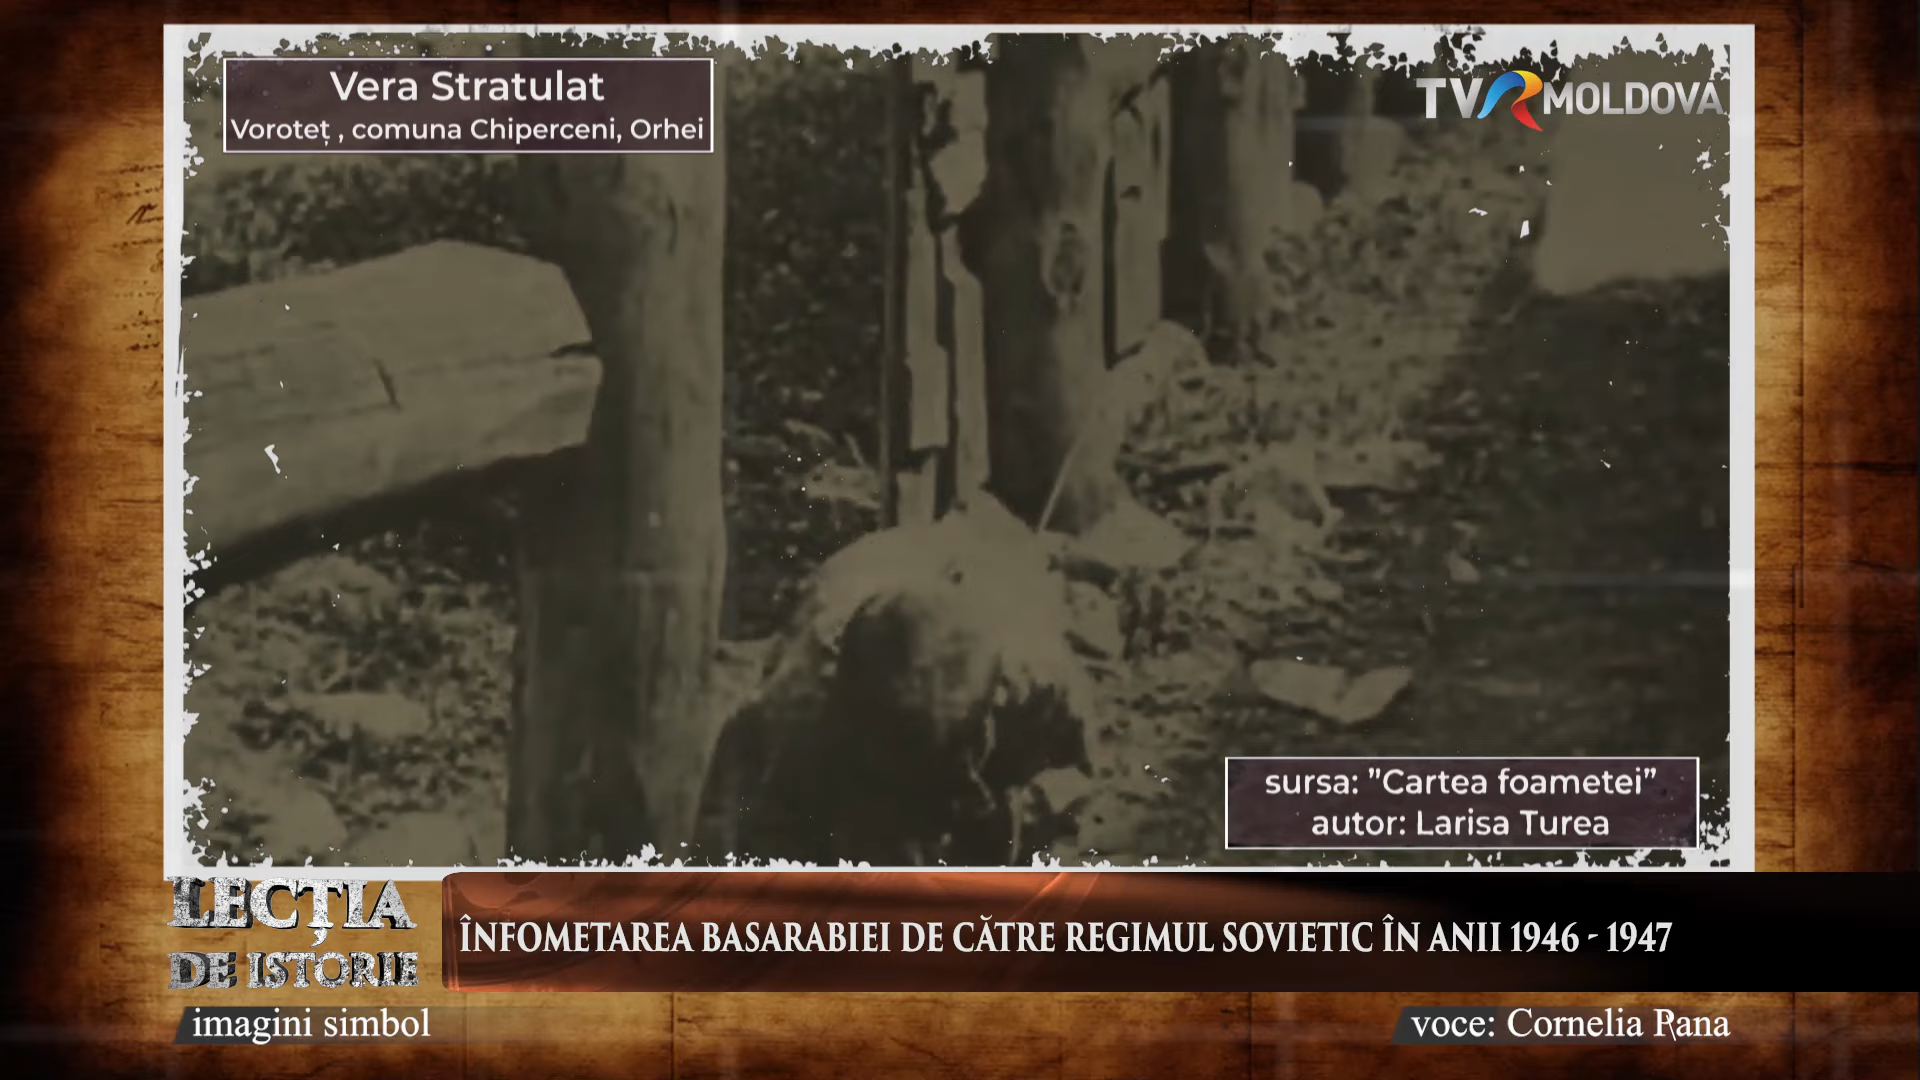 Vera Stratulat
Voroteț , comuna Chiperceni, Orhei
TVR MOLDOVA
sursa: ”Cartea foametei”
autor: Larisa Turea
LECȚIA
DE ISTORIE
ÎNFOMETAREA BASARABIEI DE CĂTRE REGIMUL SOVIETIC ÎN ANII 1946 - 1947
imagini simbol
voce: Cornelia Rana